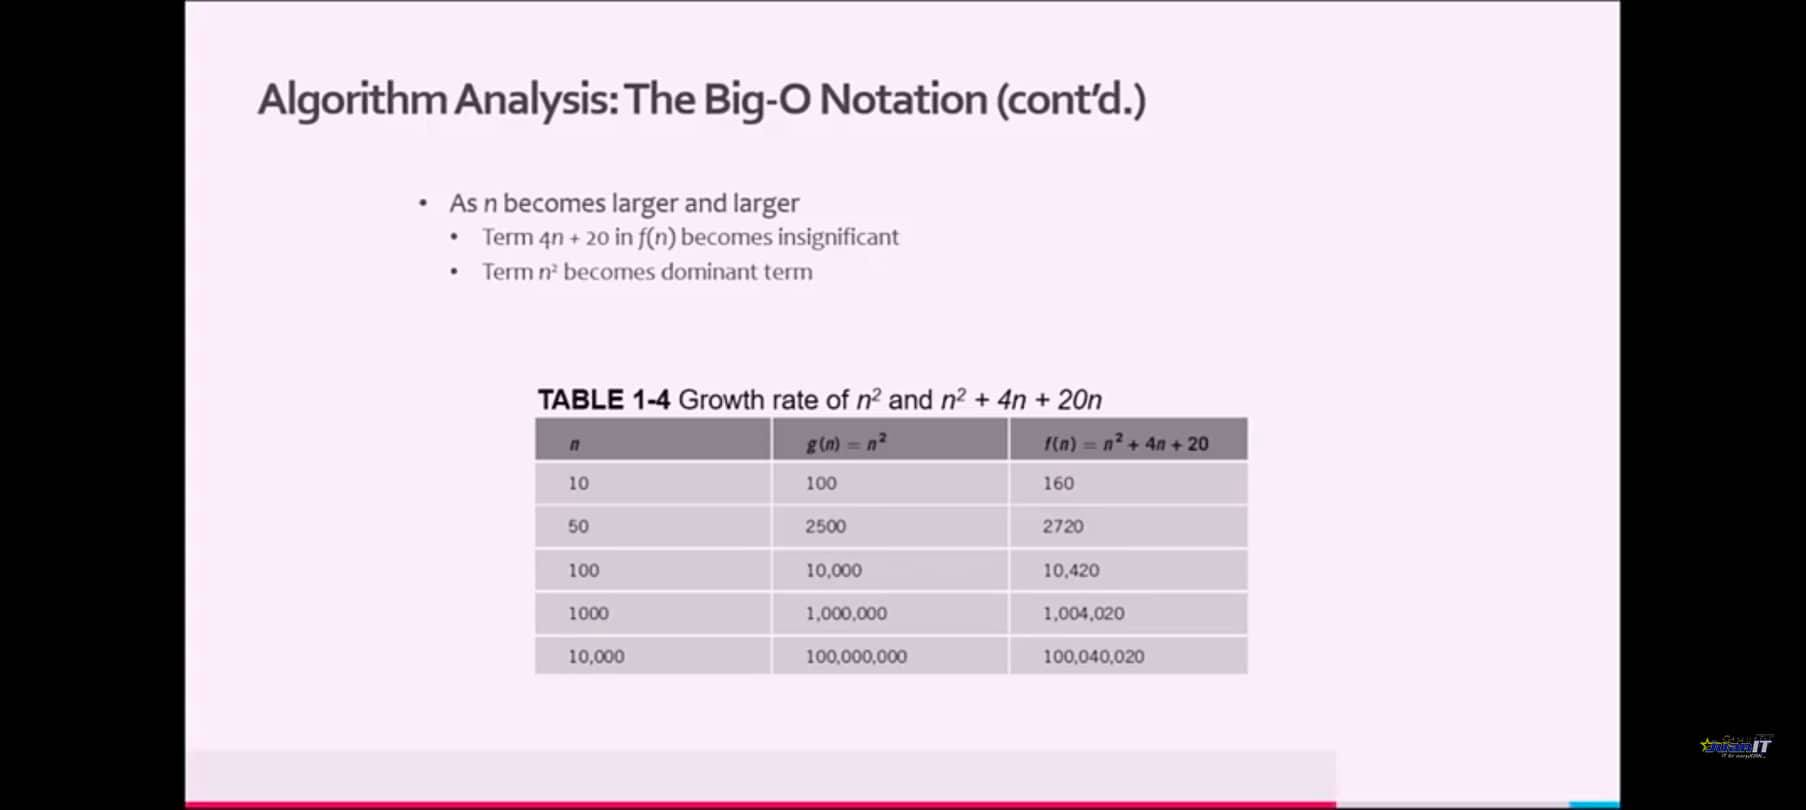 Algorithm Analysis: The Big-O Notation (cont'd.)
• As n becomes larger and larger
• Term 4n + 20 in f(n) becomes insignificant
• Term n² becomes dominant term
TABLE 1-4 Growth rate of n² and n² + 4n + 20n
n g(n) = n² f(n) = n² + 4n + 20
10 100 160
50 2500 2720
100 10,000 10,420
1000 1,000,000 1,004,020
10,000 100,000,000 100,040,020
JuanIT